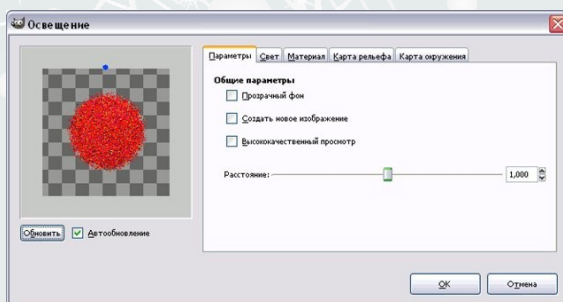 Освещение
Параметры Свет Материал Карта рельефа Карта окружения
Общие параметры
Прозрачный фон
Создать новое изображение
Высококачественный просмотр
Расстояние: 1,000
Обновить Автообновление
OK Отмена